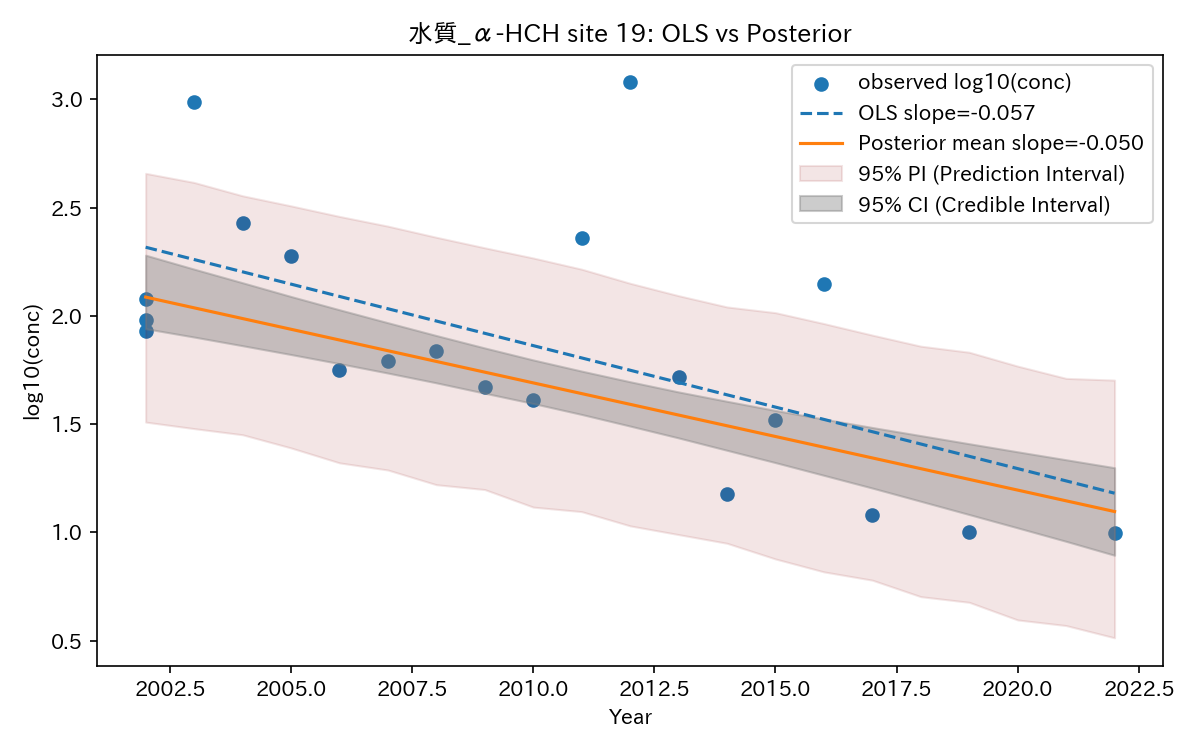 水質_α-HCH site 19: OLS vs Posterior
observed log10(conc)
OLS slope=-0.057
Posterior mean slope=-0.050
95% PI (Prediction Interval)
95% CI (Credible Interval)
log10(conc)
3.0
2.5
2.0
1.5
1.0
0.5
2002.5 2005.0 2007.5 2010.0 2012.5 2015.0 2017.5 2020.0 2022.5
Year